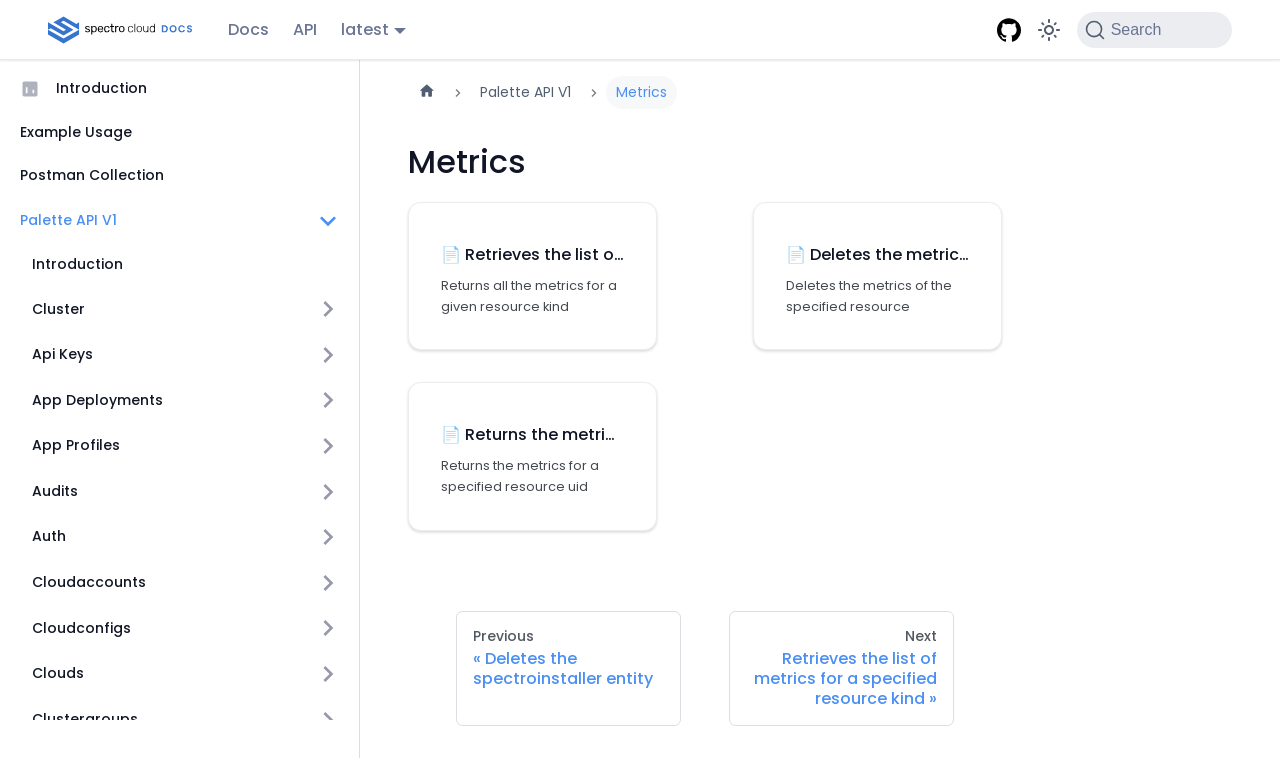 spectro cloud DOCS
Docs
API
latest
Search
Introduction
Example Usage
Postman Collection
Palette API V1
Introduction
Cluster
Api Keys
App Deployments
App Profiles
Audits
Auth
Cloudaccounts
Cloudconfigs
Clouds
Clustergroups
Palette API V1
Metrics
Metrics
Retrieves the list o...
Returns all the metrics for a
given resource kind
Deletes the metric...
Deletes the metrics of the
specified resource
Returns the metri...
Returns the metrics for a
specified resource uid
Previous
« Deletes the
spectroinstaller entity
Next
Retrieves the list of
metrics for a specified
resource kind »